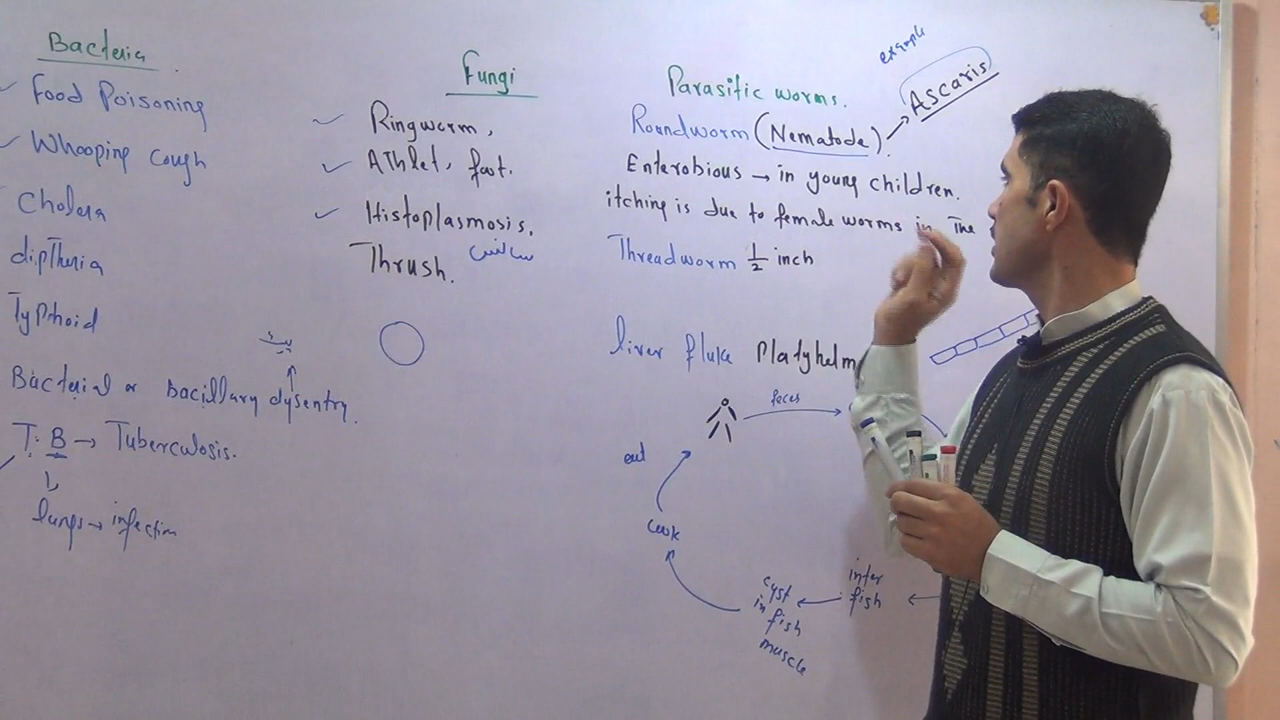 Bacteria
Food Poisoning
Whooping Cough
Cholera
diptheria
Typhoid
Bacterial or Bacillary dysentry.
T.B → Tuberculosis.
lungs → infection
Fungi
Ringworm,
Athlet, foot.
Histoplasmosis.
Thrush.
Parasitic worms.
example
Ascaris
Roundworm (Nematode).
Enterobious → in young children.
itching is due to female worms in The
Threadworm 1/2 inch
liver fluke Platyhelm
feces
eat
Cook
cyst
in
fish
muscle
fish